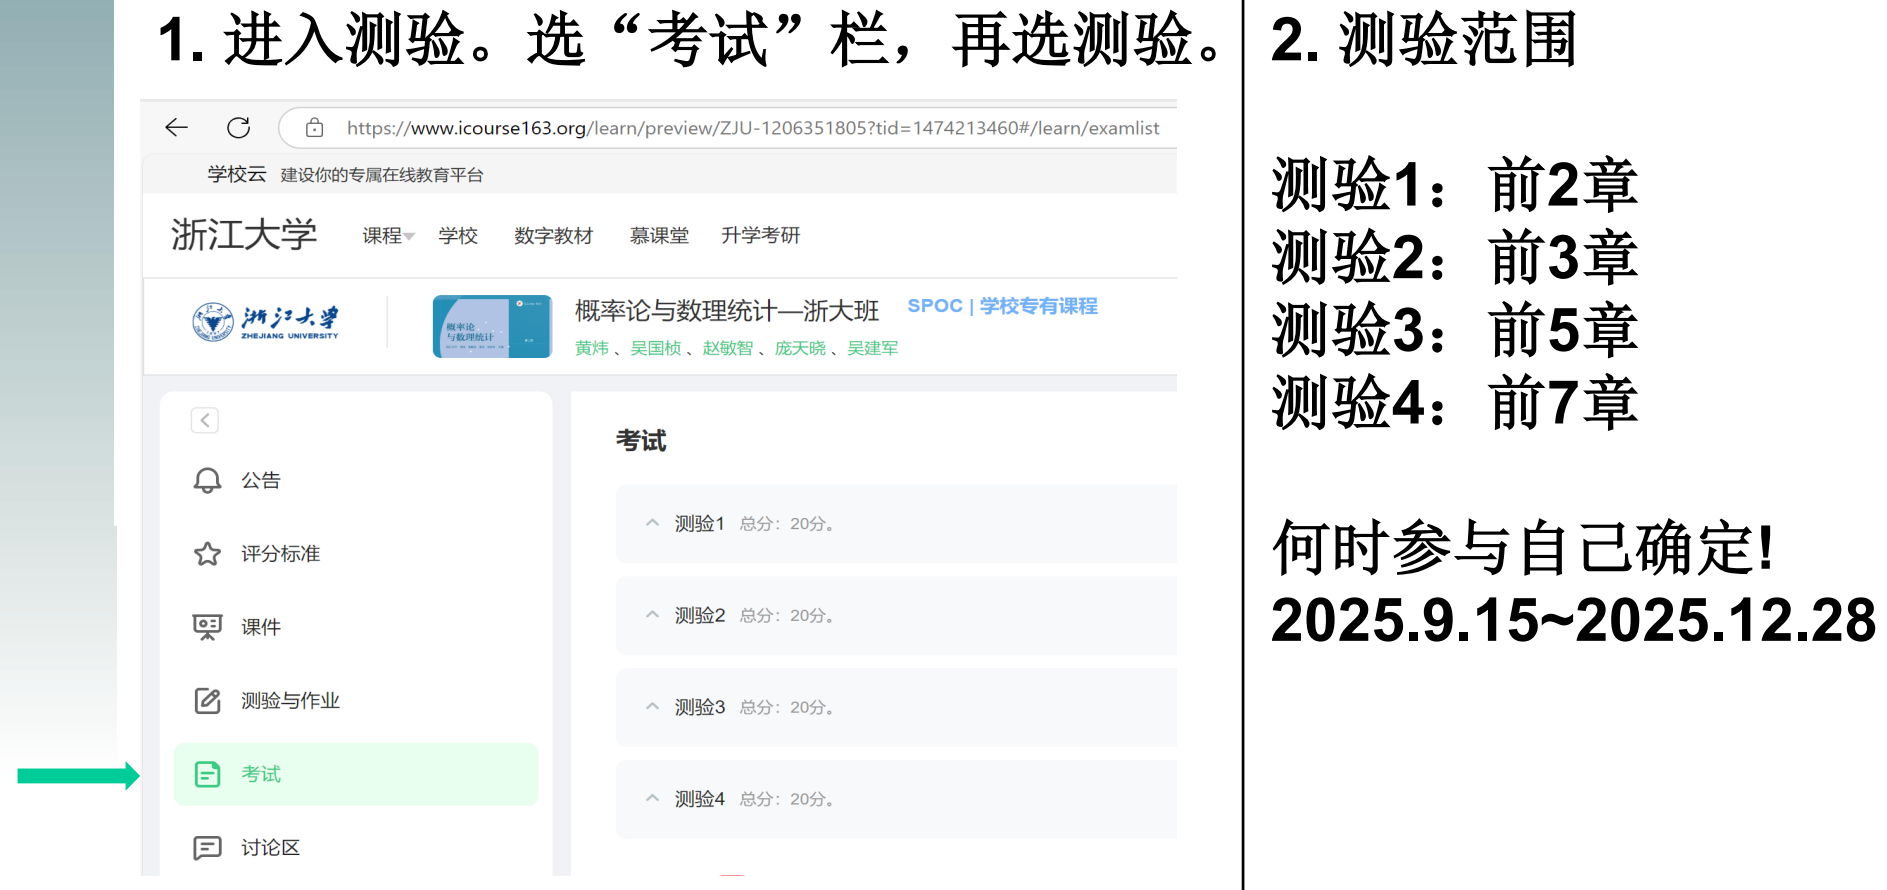 1. 进入测验。选“考试”栏，再选测验。
https://www.icourse163.org/learn/preview/ZJU-1206351805?tid=1474213460#/learn/examlist
学校云 建设你的专属在线教育平台
浙江大学 课程 学校 数字教材 慕课堂 升学考研
浙江大学
ZHEJIANG UNIVERSITY
概率论
与数理统计
概率论与数理统计—浙大班 SPOC | 学校专有课程
黄炜 、吴国桢 、赵敏智 、庞天晓 、吴建军
公告
评分标准
课件
测验与作业
考试
讨论区
考试
测验1 总分：20分。
测验2 总分：20分。
测验3 总分：20分。
测验4 总分：20分。
2. 测验范围
测验1：前2章
测验2：前3章
测验3：前5章
测验4：前7章
何时参与自己确定!
2025.9.15~2025.12.28